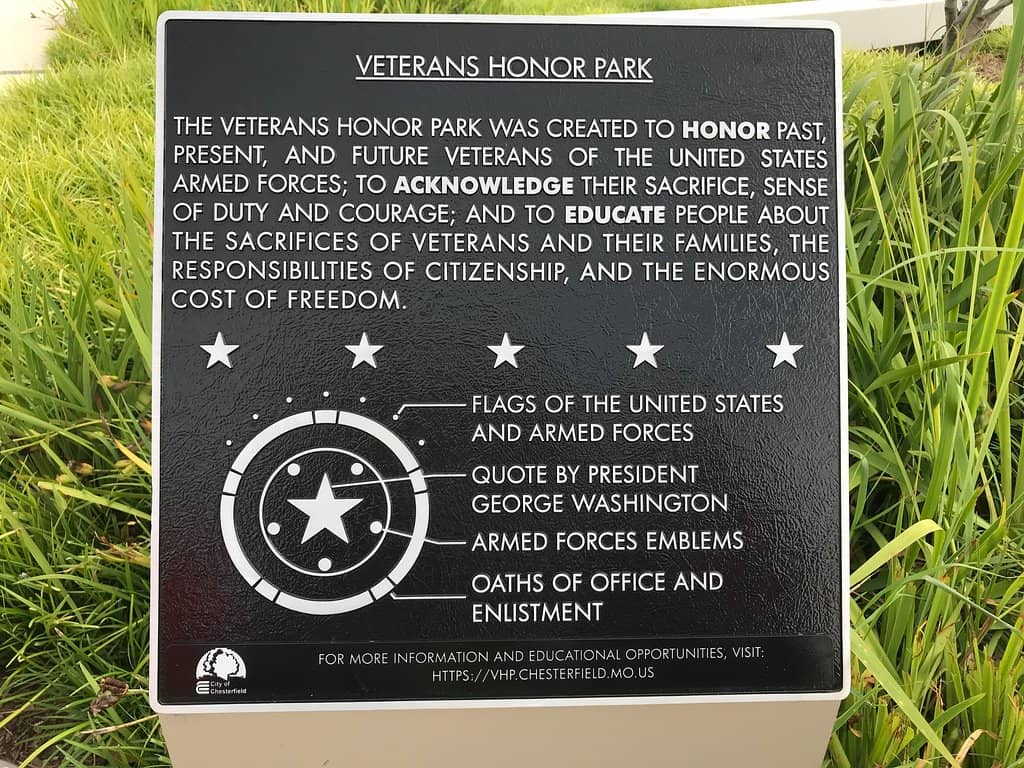 VETERANS HONOR PARK
THE VETERANS HONOR PARK WAS CREATED TO HONOR PAST,
PRESENT, AND FUTURE VETERANS OF THE UNITED STATES
ARMED FORCES; TO ACKNOWLEDGE THEIR SACRIFICE, SENSE
OF DUTY AND COURAGE; AND TO EDUCATE PEOPLE ABOUT
THE SACRIFICES OF VETERANS AND THEIR FAMILIES, THE
RESPONSIBILITIES OF CITIZENSHIP, AND THE ENORMOUS
COST OF FREEDOM.
FLAGS OF THE UNITED STATES
AND ARMED FORCES
QUOTE BY PRESIDENT
GEORGE WASHINGTON
ARMED FORCES EMBLEMS
OATHS OF OFFICE AND
ENLISTMENT
City of
Chesterfield
FOR MORE INFORMATION AND EDUCATIONAL OPPORTUNITIES, VISIT:
HTTPS://VHP.CHESTERFIELD.MO.US